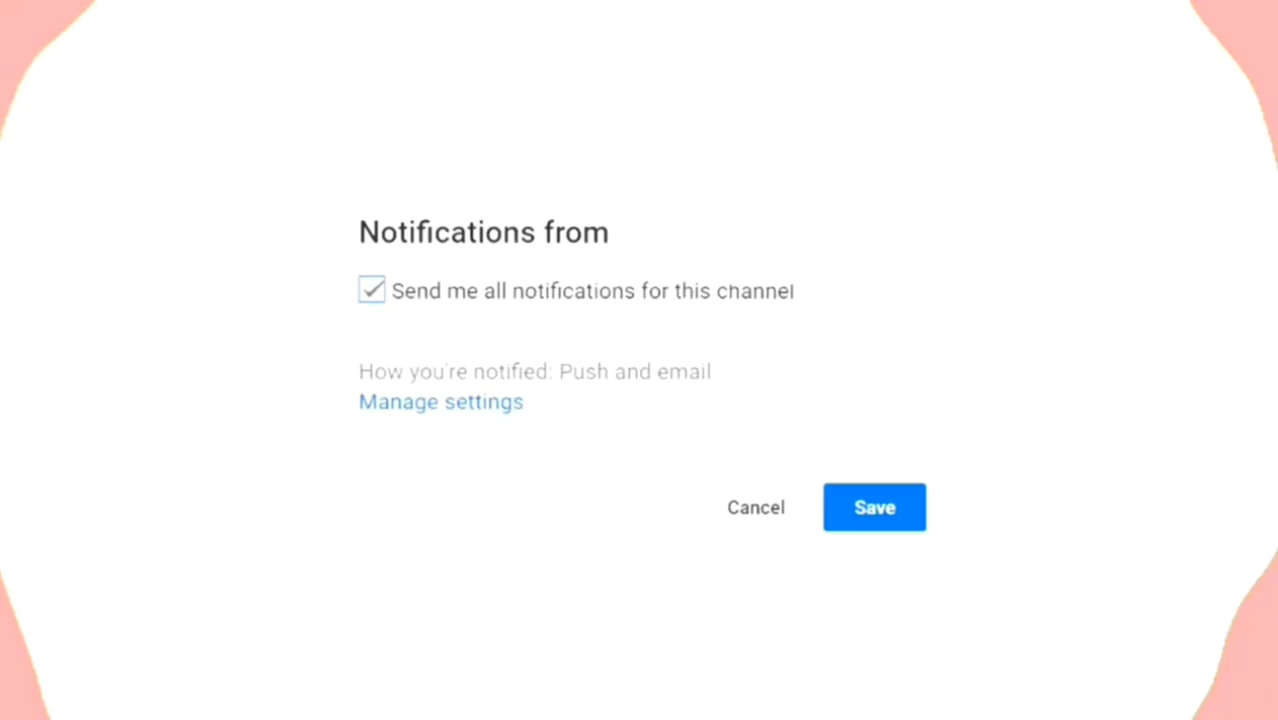 Notifications from
Send me all notifications for this channel
How you're notified: Push and email
Manage settings
Cancel
Save